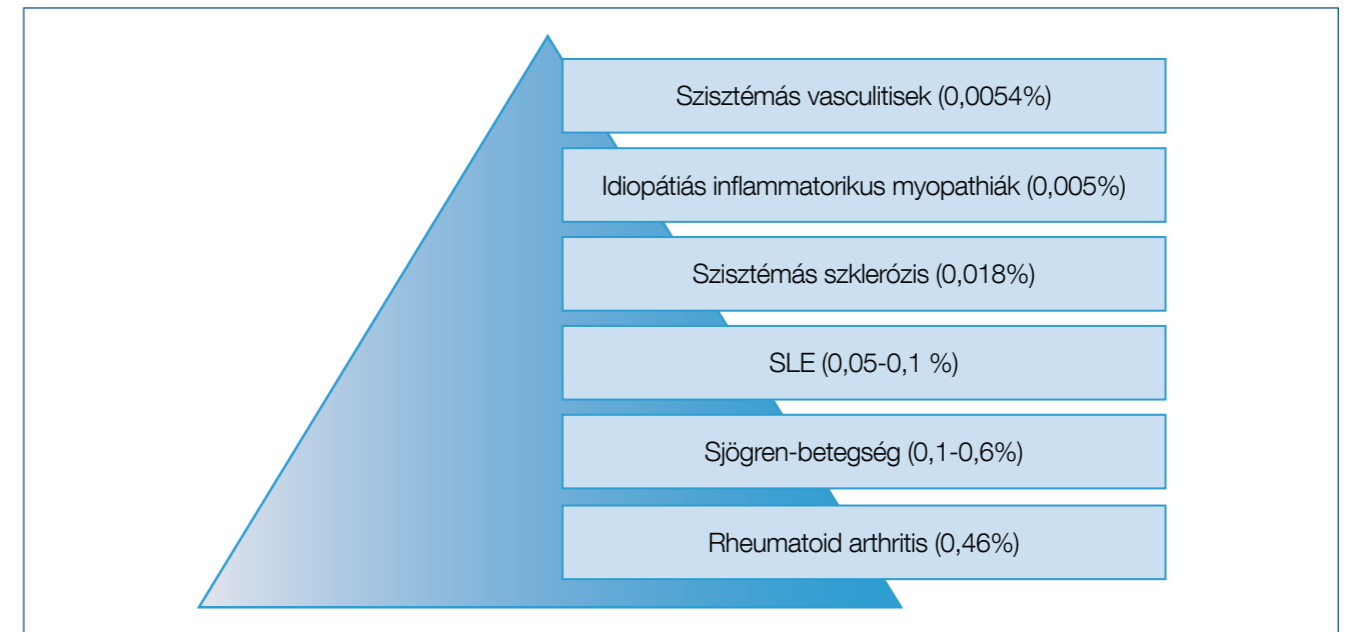 Szisztémás vasculitisek (0,0054%)
Idiopátiás inflammatorikus myopathiák (0,005%)
Szisztémás szklerózis (0,018%)
SLE (0,05-0,1 %)
Sjögren-betegség (0,1-0,6%)
Rheumatoid arthritis (0,46%)